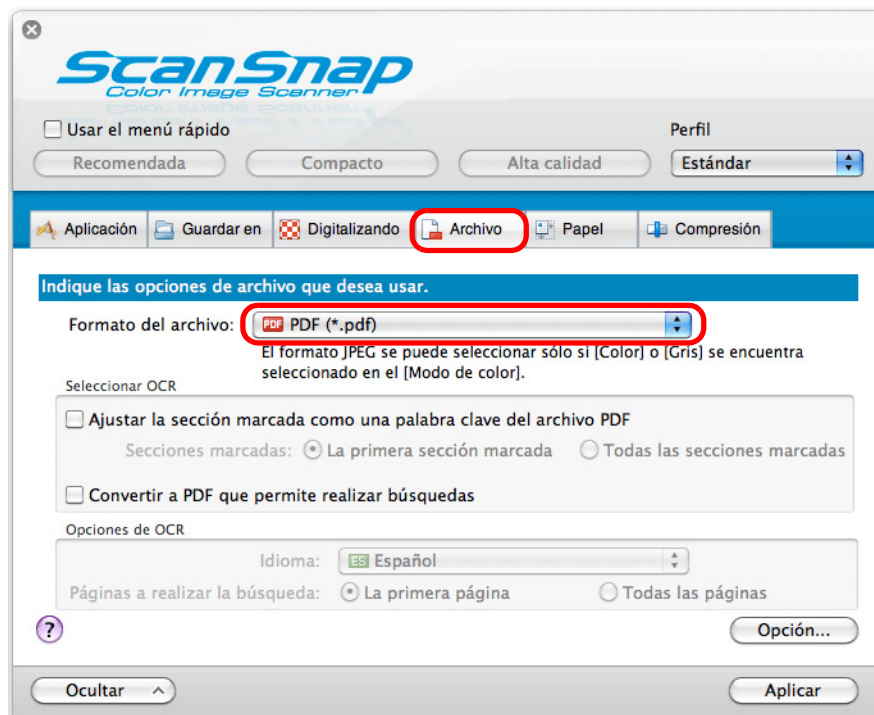 ScanSnap
Color Image Scanner
Usar el menú rápido
Perfil
Recomendada Compacto Alta calidad Estándar
Aplicación Guardar en Digitalizando Archivo Papel Compresión
Indique las opciones de archivo que desea usar.
Formato del archivo: PDF PDF (*.pdf)
El formato JPEG se puede seleccionar sólo si [Color] o [Gris] se encuentra
seleccionado en el [Modo de color].
Seleccionar OCR
Ajustar la sección marcada como una palabra clave del archivo PDF
Secciones marcadas: La primera sección marcada Todas las secciones marcadas
Convertir a PDF que permite realizar búsquedas
Opciones de OCR
Idioma: ES Español
Páginas a realizar la búsqueda: La primera página Todas las páginas
? Opción...
Ocultar Aplicar